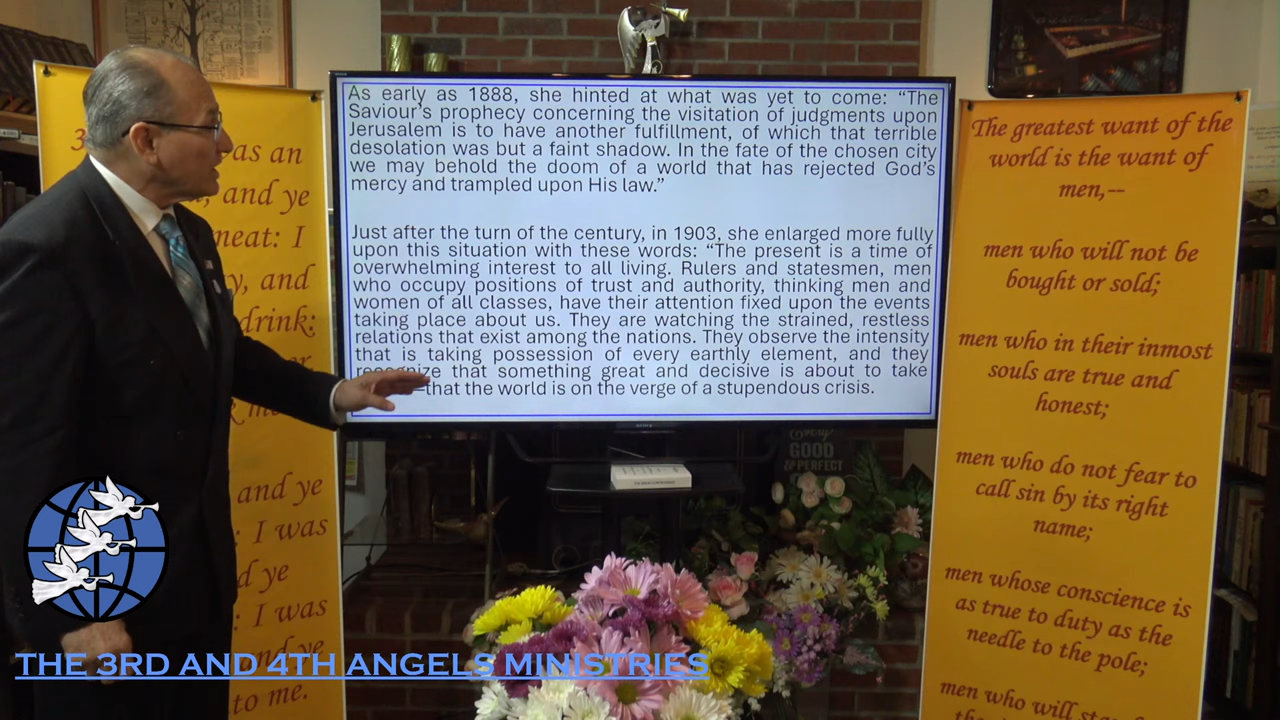 As early as 1888, she hinted at what was yet to come: “The
Saviour’s prophecy concerning the visitation of judgments upon
Jerusalem is to have another fulfillment, of which that terrible
desolation was but a faint shadow. In the fate of the chosen city
we may behold the doom of a world that has rejected God’s
mercy and trampled upon His law.”
Just after the turn of the century, in 1903, she enlarged more fully
upon this situation with these words: “The present is a time of
overwhelming interest to all living. Rulers and statesmen, men
who occupy positions of trust and authority, thinking men and
women of all classes, have their attention fixed upon the events
taking place about us. They are watching the strained, restless
relations that exist among the nations. They observe the intensity
that is taking possession of every earthly element, and they
recognize that something great and decisive is about to take
—that the world is on the verge of a stupendous crisis.
3
was an
, and ye
meat: I
y, and
drink:
and ye
: I was
d ye
: I was
and ye
to me.
The greatest want of the
world is the want of
men,--
men who will not be
bought or sold;
men who in their inmost
souls are true and
honest;
men who do not fear to
call sin by its right
name;
men whose conscience is
as true to duty as the
needle to the pole;
men who will
Every
GOOD
& PERFECT
THE 3RD AND 4TH ANGELS MINISTRIES